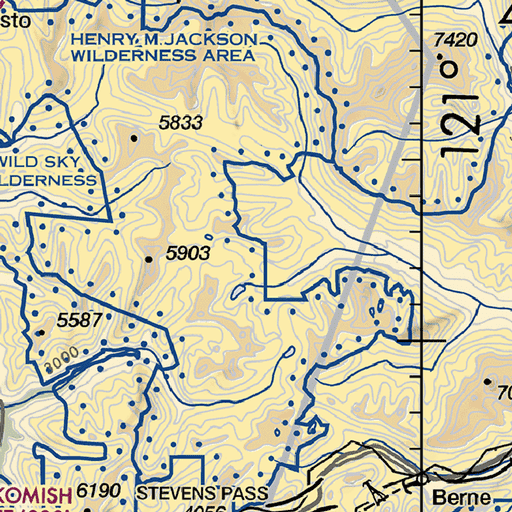 sto
HENRY M JACKSON
WILDERNESS AREA
7420
121°
5833
WILD SKY
LDERNESS
5903
5587
3000
6190
STEVENS PASS
4056
KOMISH
Berne